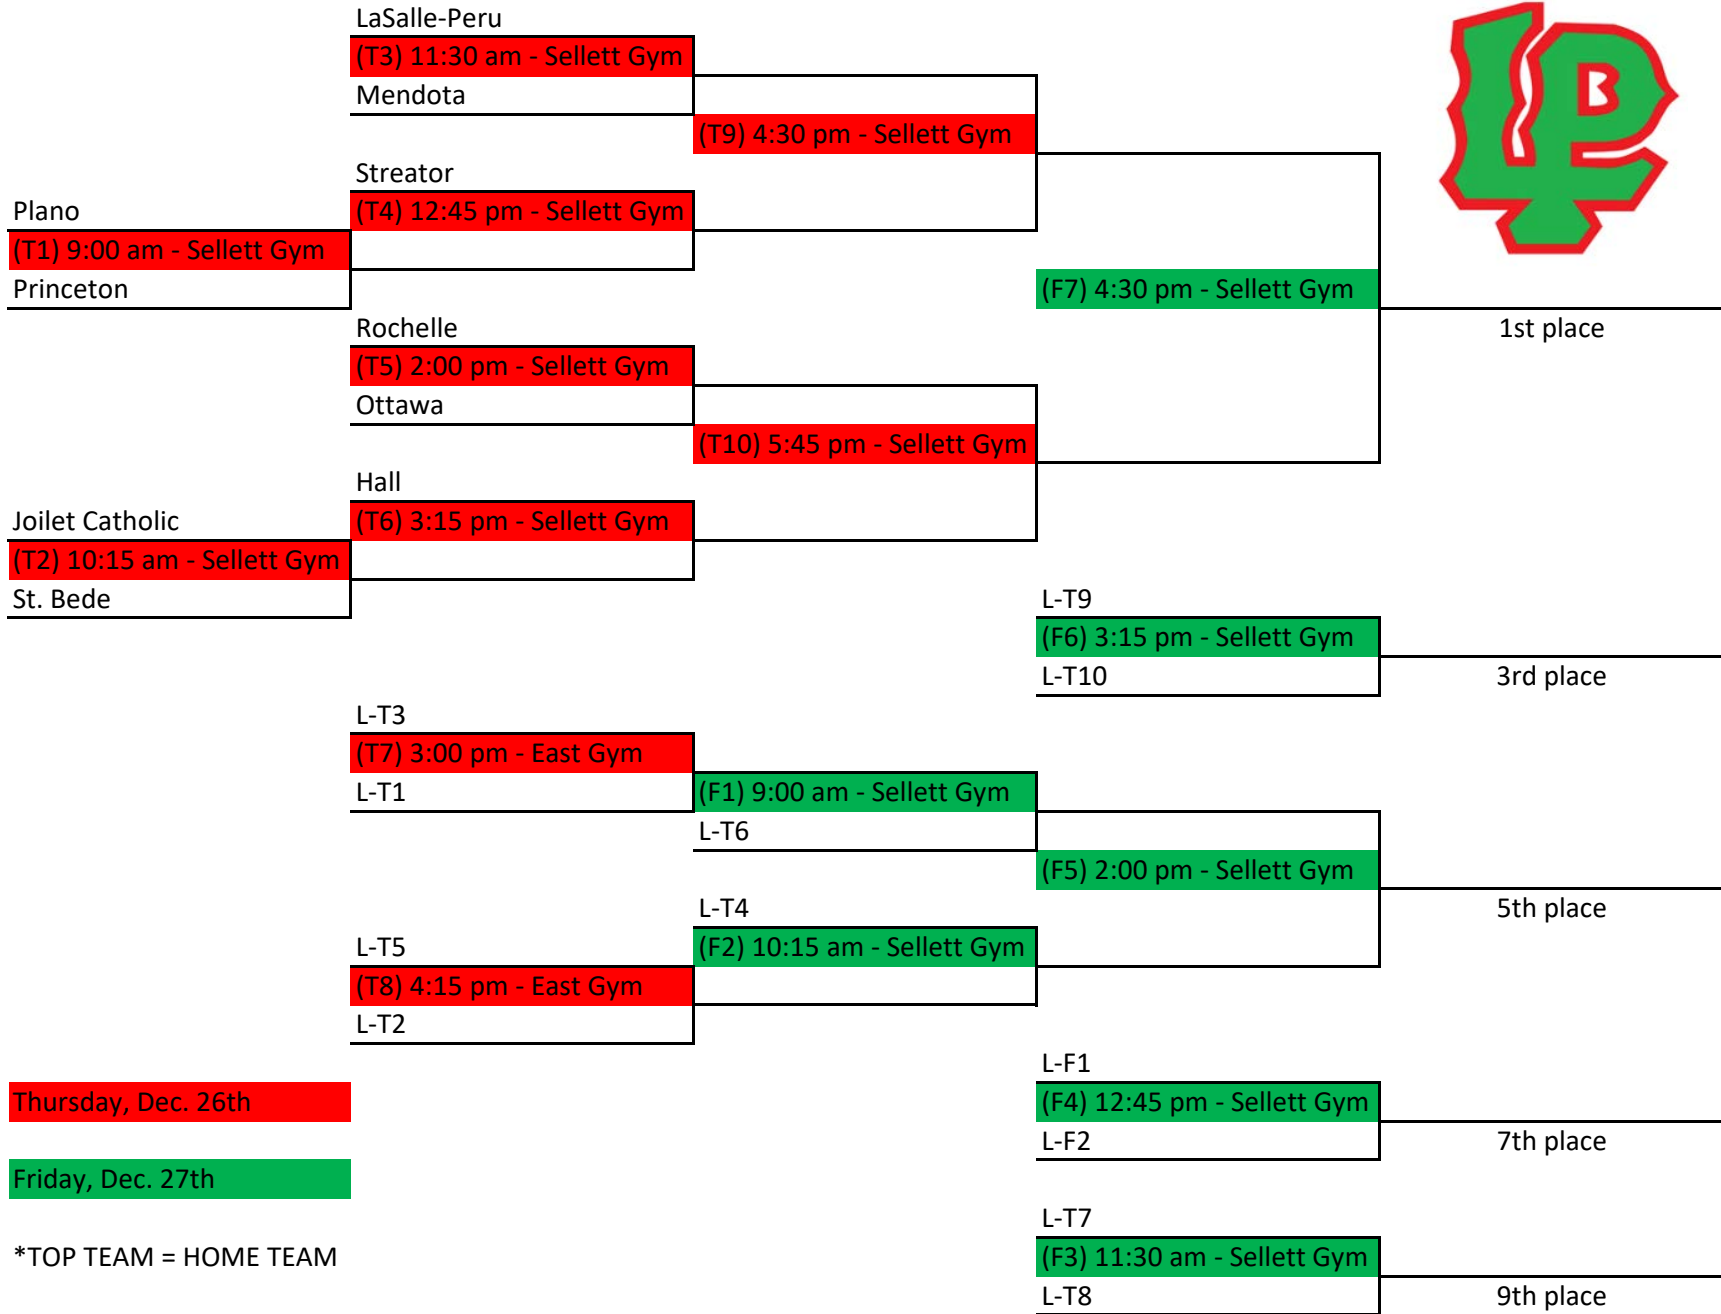 LaSalle-Peru
(T3) 11:30 am - Sellett Gym
Mendota
(T9) 4:30 pm - Sellett Gym
Streator
Plano
(T4) 12:45 pm - Sellett Gym
(T1) 9:00 am - Sellett Gym
Princeton
(F7) 4:30 pm - Sellett Gym
Rochelle
1st place
(T5) 2:00 pm - Sellett Gym
Ottawa
(T10) 5:45 pm - Sellett Gym
Hall
Joilet Catholic
(T6) 3:15 pm - Sellett Gym
(T2) 10:15 am - Sellett Gym
St. Bede
L-T9
(F6) 3:15 pm - Sellett Gym
L-T10
3rd place
L-T3
(T7) 3:00 pm - East Gym
L-T1
(F1) 9:00 am - Sellett Gym
L-T6
(F5) 2:00 pm - Sellett Gym
L-T4
5th place
L-T5
(F2) 10:15 am - Sellett Gym
(T8) 4:15 pm - East Gym
L-T2
L-F1
Thursday, Dec. 26th
(F4) 12:45 pm - Sellett Gym
L-F2
7th place
Friday, Dec. 27th
L-T7
*TOP TEAM = HOME TEAM
(F3) 11:30 am - Sellett Gym
L-T8
9th place
LPB